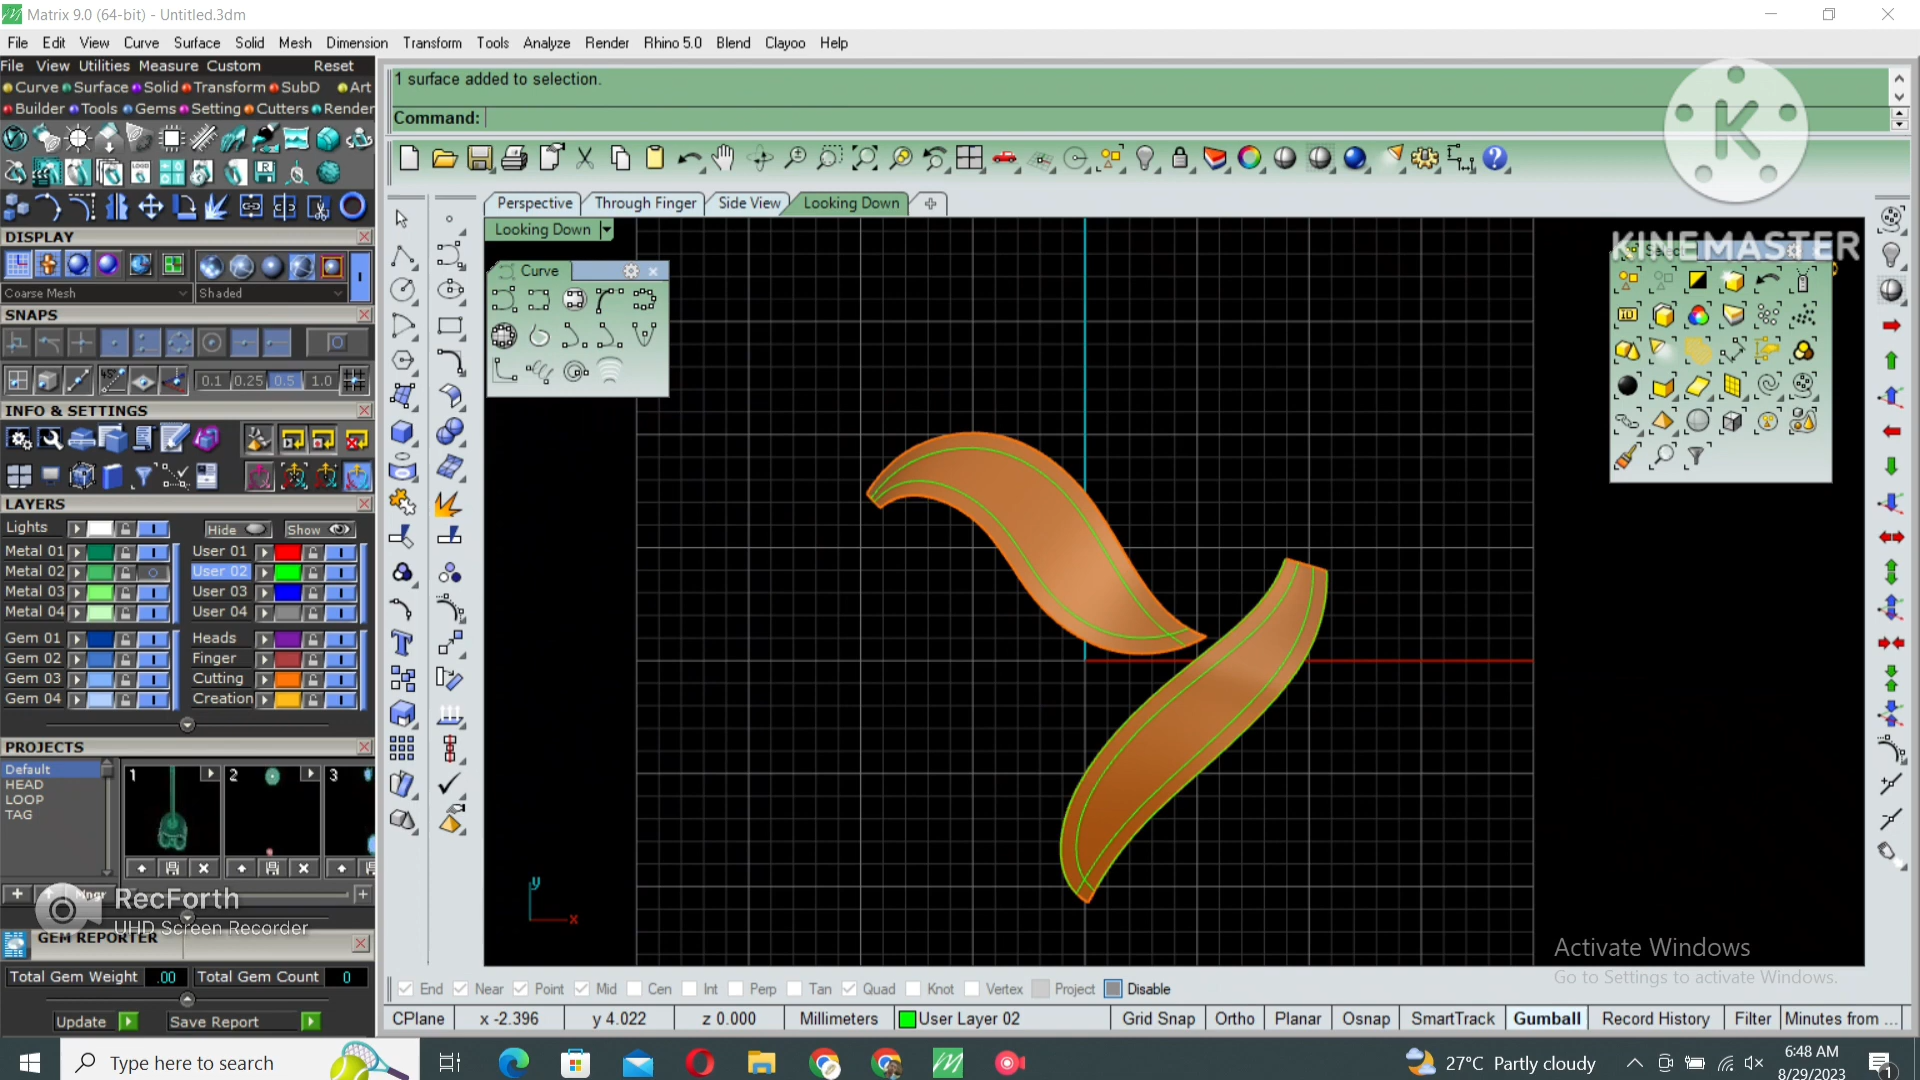 Matrix 9.0 (64-bit) - Untitled.3dm
File Edit View Curve Surface Solid Mesh Dimension Transform Tools Analyze Render Rhino 5.0 Blend Clayoo Help
File View Utilities Measure Custom Reset
Curve Surface Solid Transform SubD Art
Builder Tools Gems Setting Cutters Render
1 surface added to selection.
Command:
K
KINEMASTER
Perspective Through Finger Side View Looking Down
Looking Down
Curve
DISPLAY
Coarse Mesh Shaded
SNAPS
0.1 0.25 0.5 1.0
INFO & SETTINGS
LAYERS
Lights Hide Show
Metal 01 User 01
Metal 02 User 02
Metal 03 User 03
Metal 04 User 04
Gem 01 Heads
Gem 02 Finger
Gem 03 Cutting
Gem 04 Creation
PROJECTS
Default
HEAD
LOOP
TAG
1 2 3
Mngr
RecForth
UHD Screen Recorder
GEM REPORTER
Total Gem Weight .00 Total Gem Count 0
Update Save Report
y
x
Activate Windows
Go to Settings to activate Windows.
End Near Point Mid Cen Int Perp Tan Quad Knot Vertex Project Disable
CPlane x -2.396 y 4.022 z 0.000 Millimeters User Layer 02 Grid Snap Ortho Planar Osnap SmartTrack Gumball Record History Filter Minutes from ...
Type here to search
27°C Partly cloudy
6:48 AM
8/29/2023
1